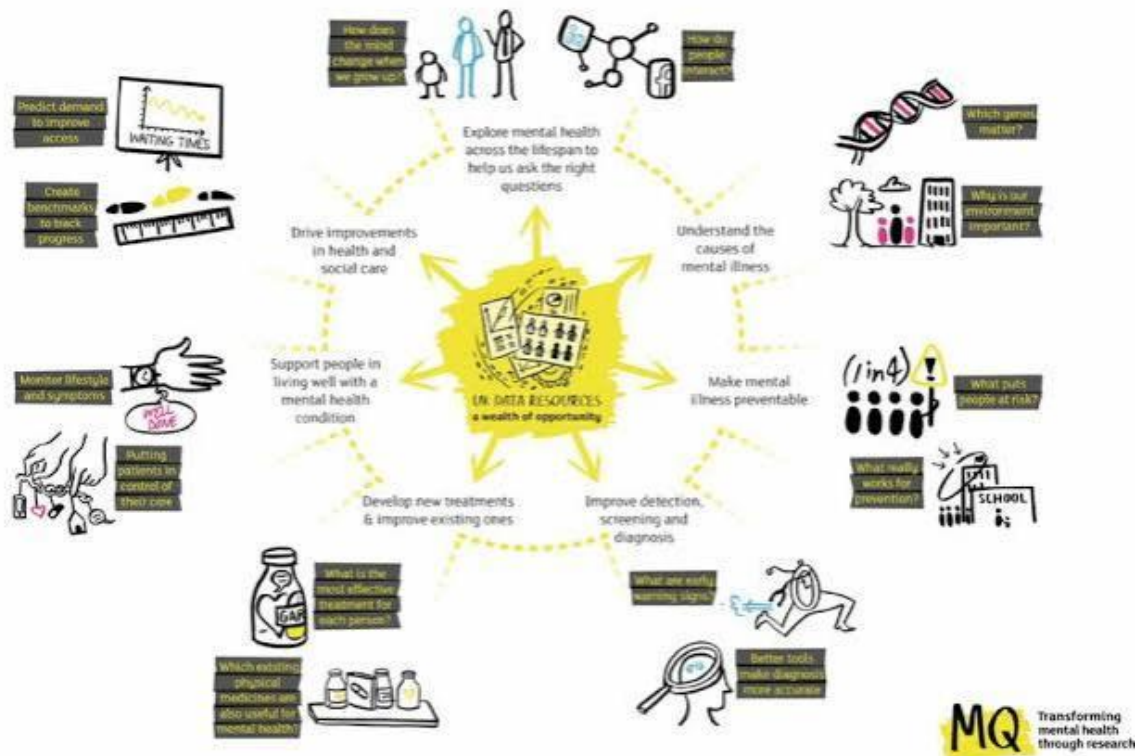 How does
the mind
change when
we grow up?
How do
people
interact?
Explore mental health
across the lifespan to
help us ask the right
questions
Predict demand
to improve
access
WAITING TIMES
Create
benchmarks
to track
progress
Drive improvements
in health and
social care
Which genes
matter?
Why is our
environment
important?
Understand the
causes of
mental illness
UK DATA RESOURCES
a wealth of opportunity
Support people in
living well with a
mental health
condition
Monitor lifestyle
and symptoms
WELL
DONE
Putting
patients in
control of
their care
Make mental
illness preventable
(1 in 4)
!
What puts
people at risk?
What really
works for
prevention?
SCHOOL
Develop new treatments
& improve existing ones
What is the
most effective
treatment for
each person?
Which existing
physical
medicines are
also useful for
mental health?
Improve detection,
screening and
diagnosis
What are early
warning signs?
Better tools
make diagnosis
more accurate
MQ
Transforming
mental health
through research